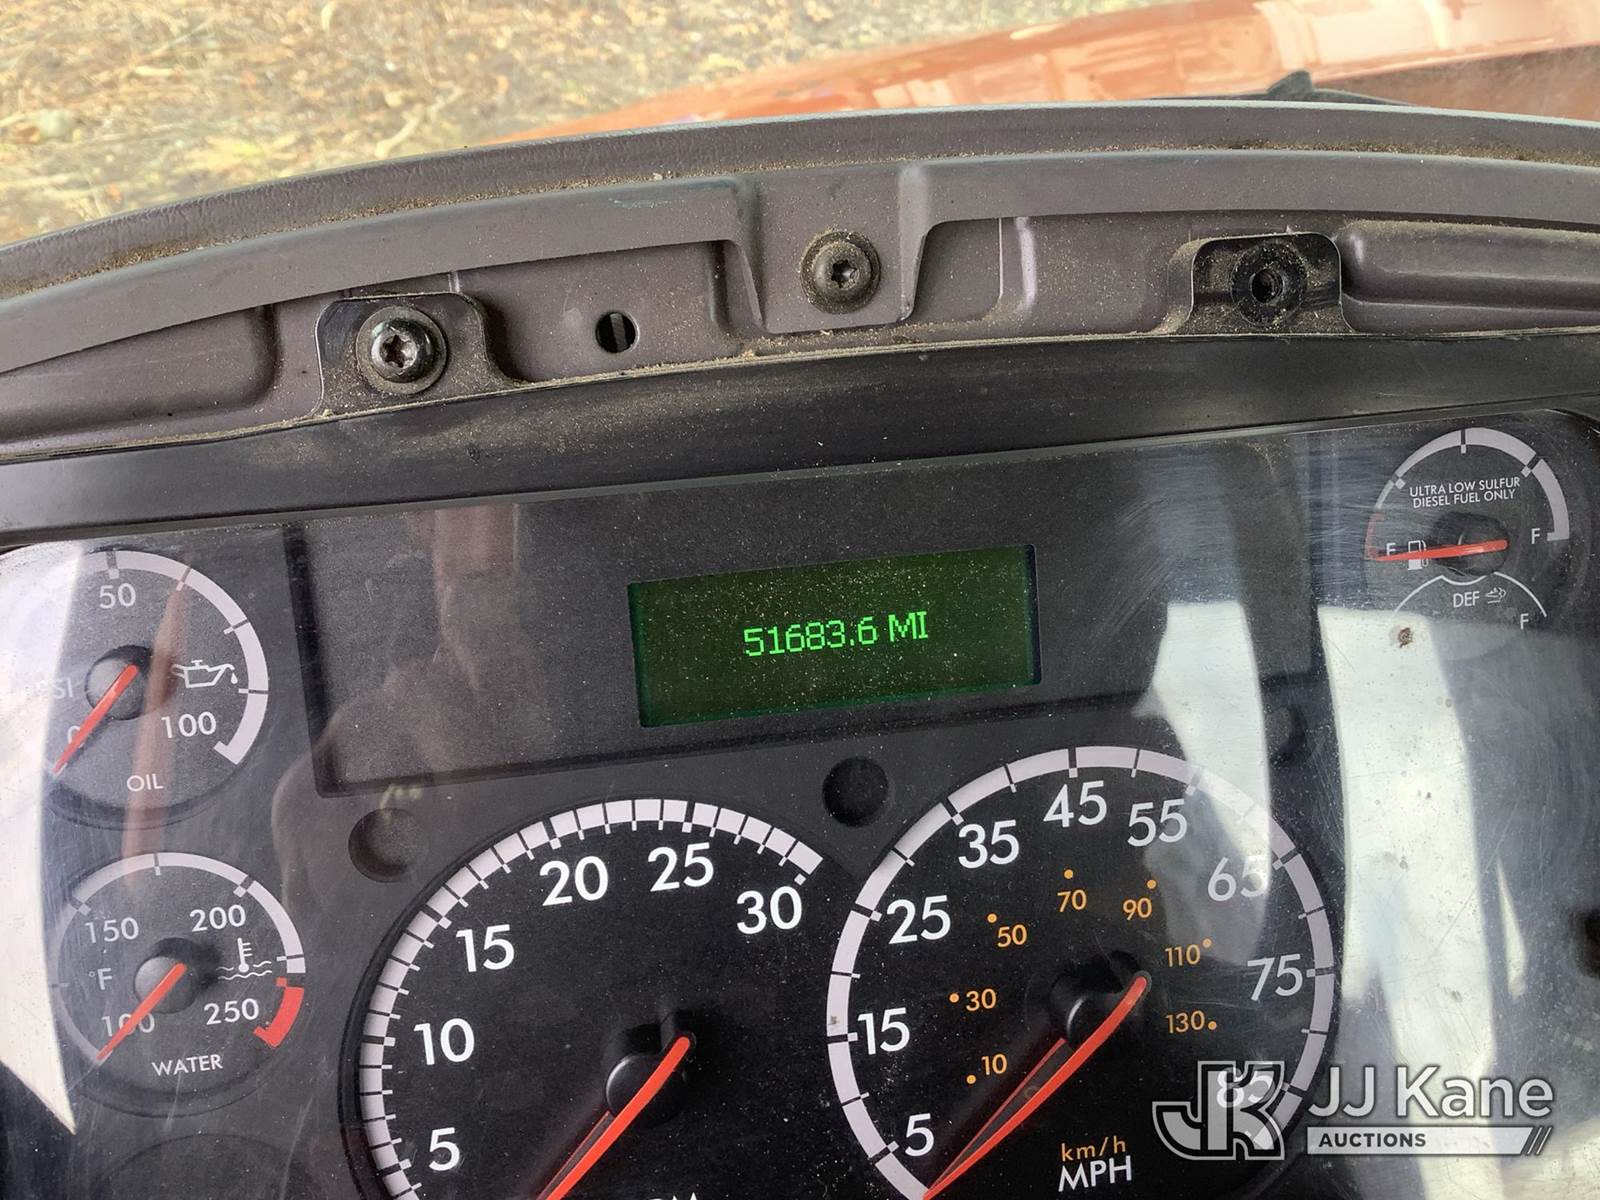 ULTRA LOW SULFUR
DIESEL FUEL ONLY
E F
DEF
F
51683.6 MI
50
0 100
OIL
150 200
°F
100 250
WATER
5 10 15 20 25 30
5 15 25 35 45 55 65 75 85
10 30 50 70 90 110 130
km/h
MPH
JK JJ Kane
AUCTIONS